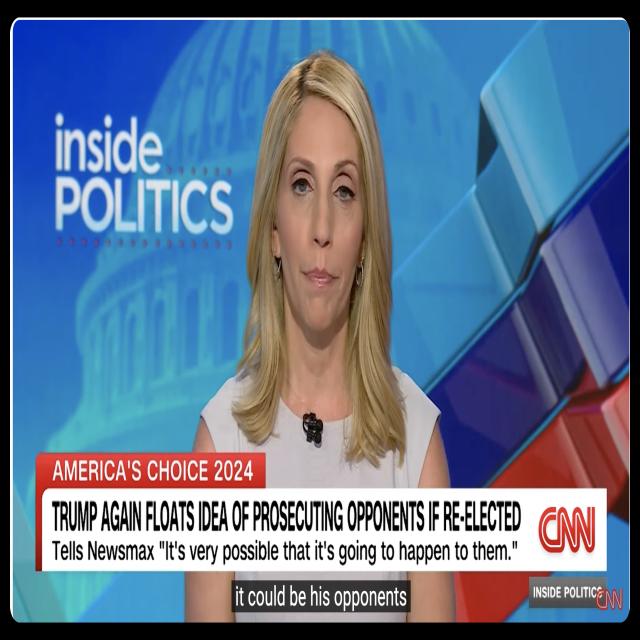 inside
POLITICS
AMERICA'S CHOICE 2024
TRUMP AGAIN FLOATS IDEA OF PROSECUTING OPPONENTS IF RE-ELECTED
Tells Newsmax "It's very possible that it's going to happen to them."
CNN
it could be his opponents
INSIDE POLITICS
CNN